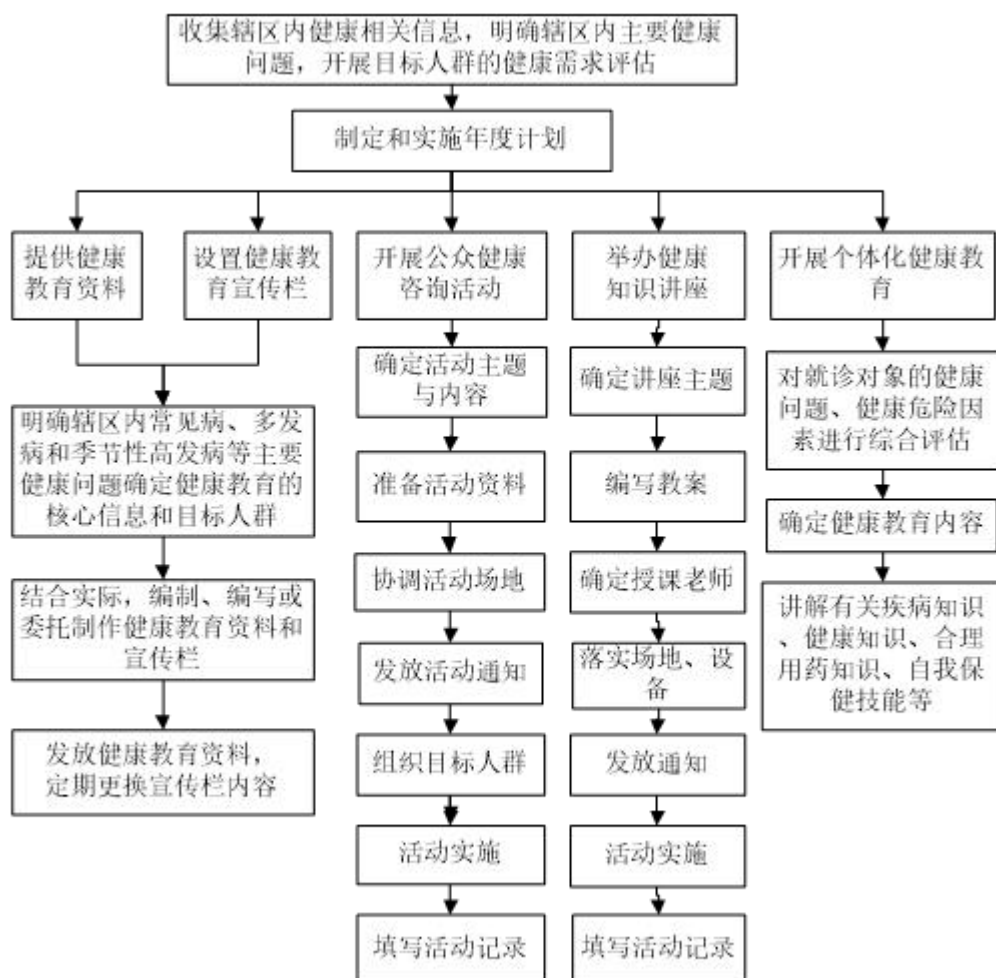 收集辖区内健康相关信息，明确辖区内主要健康
问题，开展目标人群的健康需求评估
制定和实施年度计划
提供健康
教育资料
设置健康教
育宣传栏
开展公众健康
咨询活动
举办健康
知识讲座
开展个体化健康教
育
明确辖区内常见病、多发
病和季节性高发病等主要
健康问题确定健康教育的
核心信息和目标人群
结合实际，编制、编写或
委托制作健康教育资料和
宣传栏
发放健康教育资料，
定期更换宣传栏内容
确定活动主题
与内容
准备活动资料
协调活动场地
发放活动通知
组织目标人群
活动实施
填写活动记录
确定讲座主题
编写教案
确定授课老师
落实场地、设
备
发放通知
活动实施
填写活动记录
对就诊对象的健康
问题、健康危险因
素进行综合评估
确定健康教育内容
讲解有关疾病知识
、健康知识、合理
用药知识、自我保
健技能等